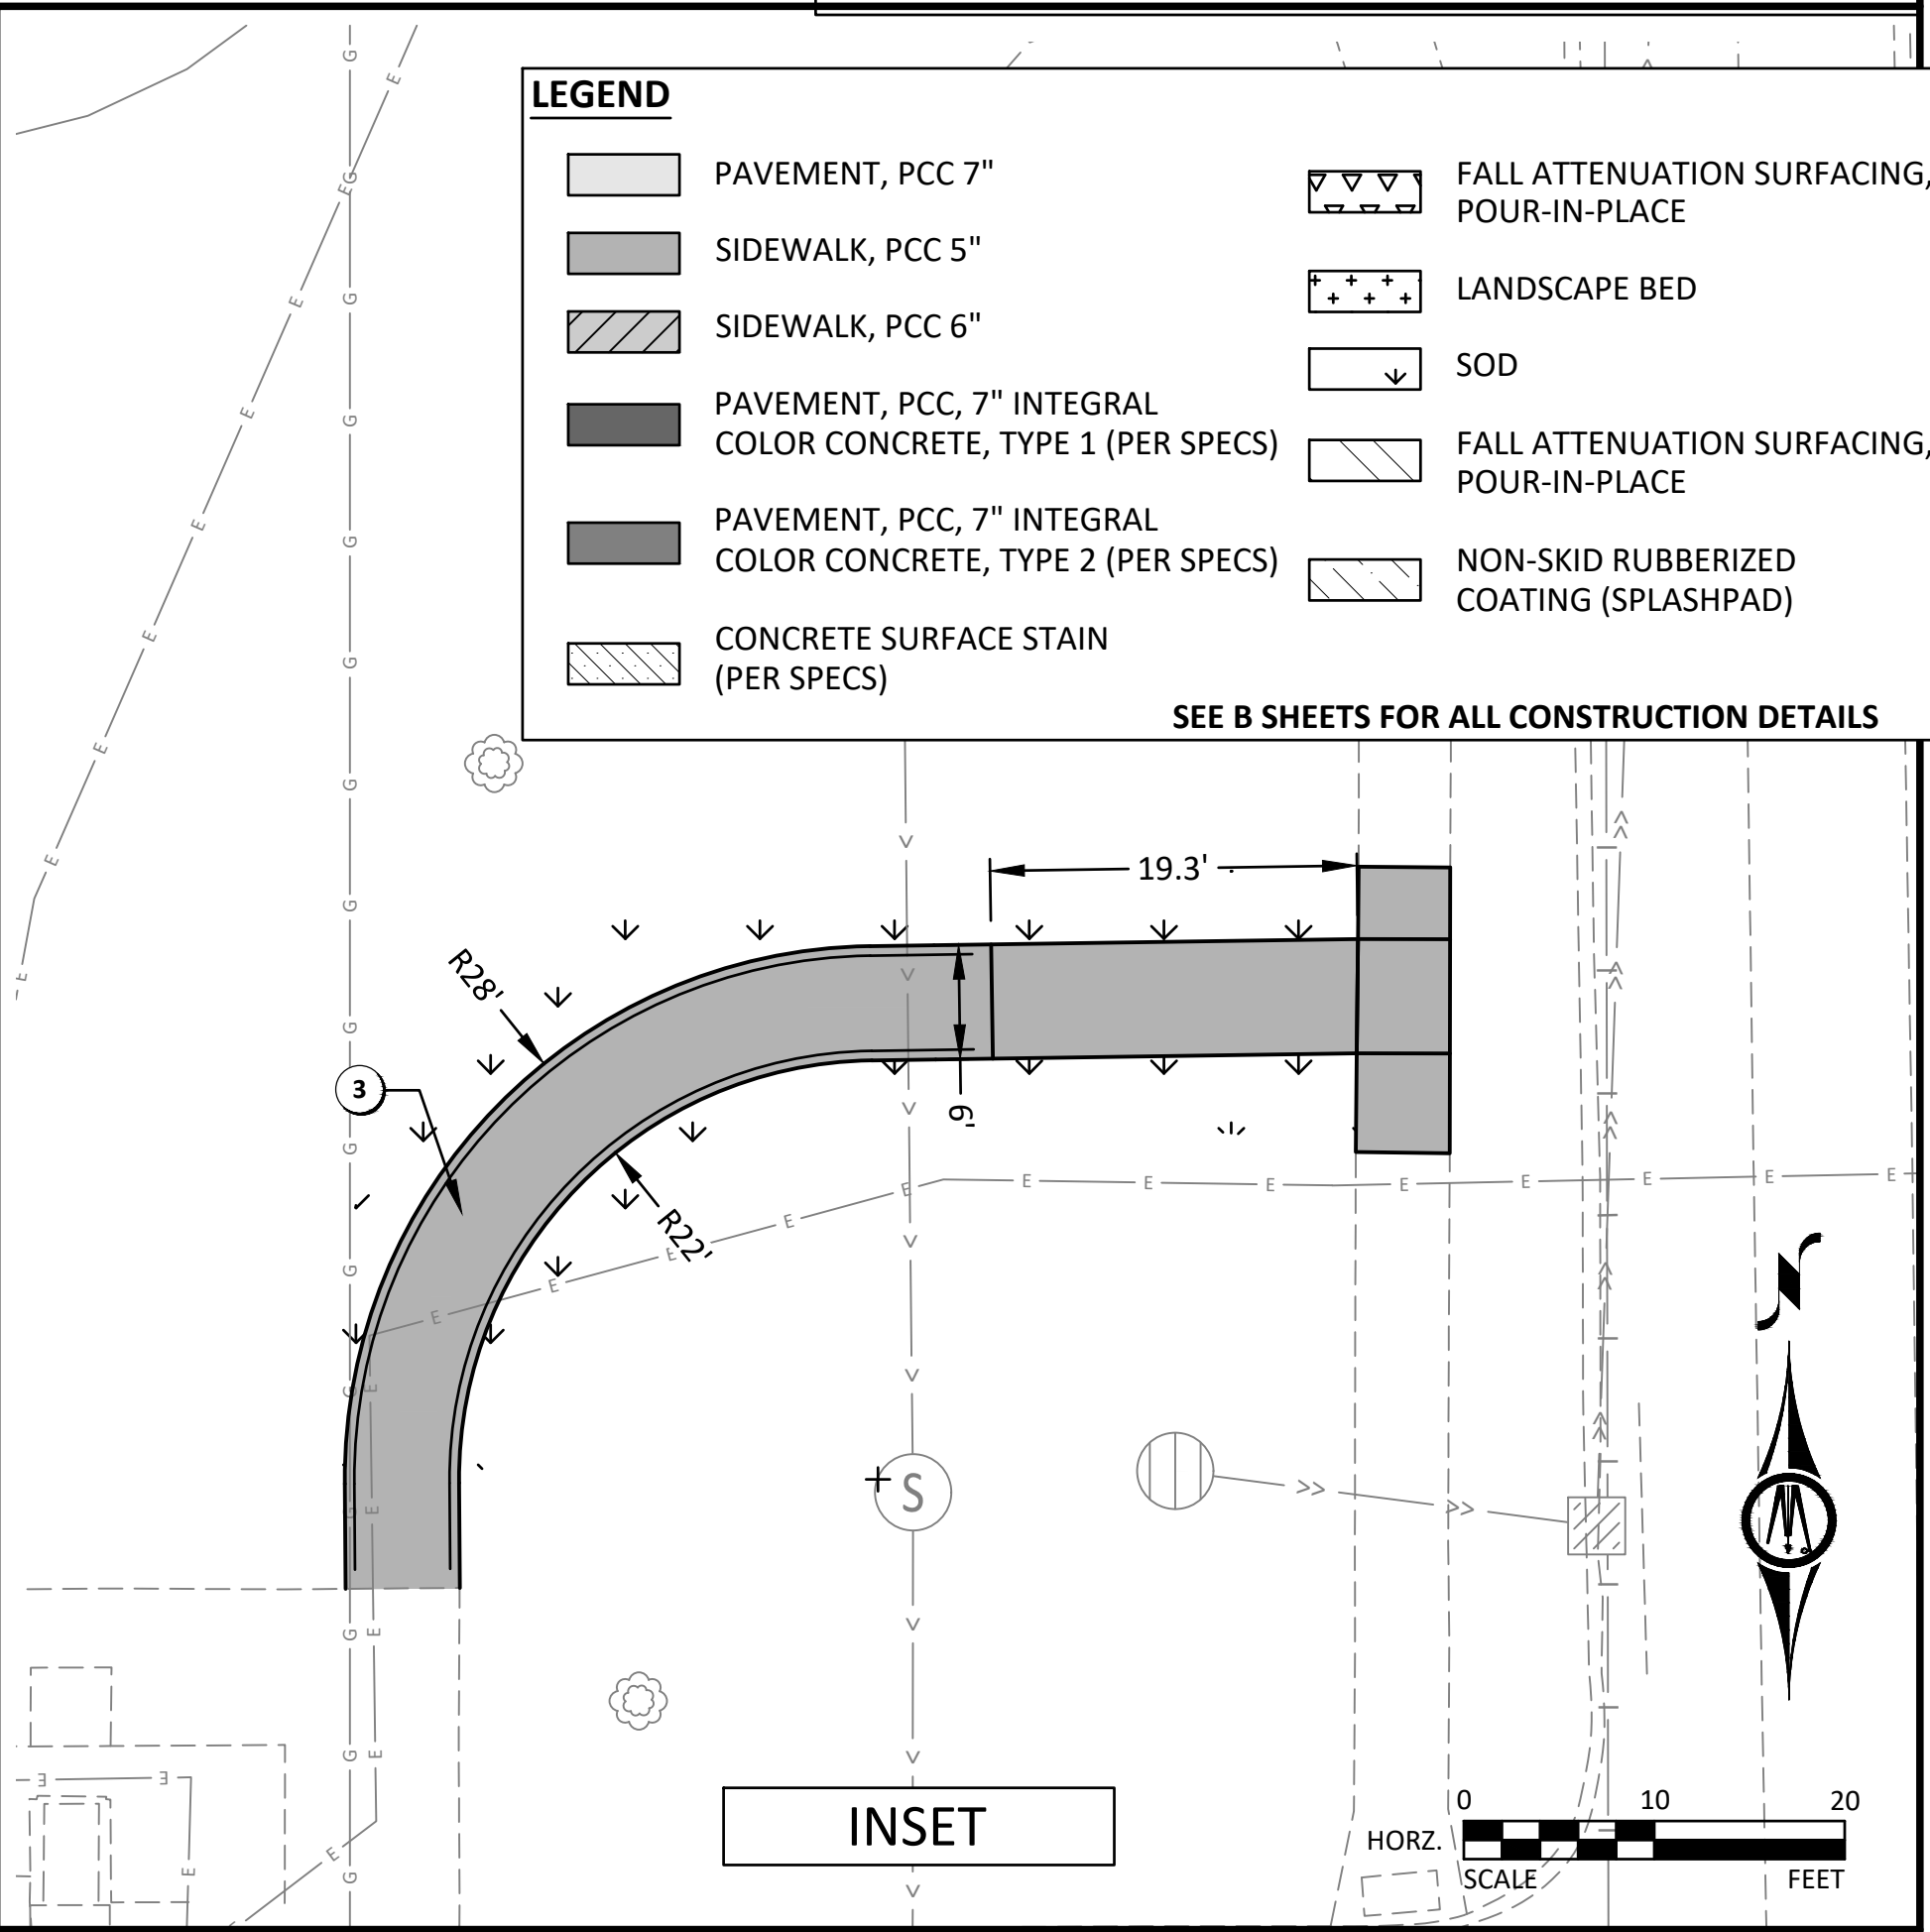 LEGEND
PAVEMENT, PCC 7"
SIDEWALK, PCC 5"
SIDEWALK, PCC 6"
PAVEMENT, PCC, 7" INTEGRAL
COLOR CONCRETE, TYPE 1 (PER SPECS)
PAVEMENT, PCC, 7" INTEGRAL
COLOR CONCRETE, TYPE 2 (PER SPECS)
CONCRETE SURFACE STAIN
(PER SPECS)
FALL ATTENUATION SURFACING,
POUR-IN-PLACE
LANDSCAPE BED
SOD
FALL ATTENUATION SURFACING,
POUR-IN-PLACE
NON-SKID RUBBERIZED
COATING (SPLASHPAD)
SEE B SHEETS FOR ALL CONSTRUCTION DETAILS
19.3'
R28'
3
6'
R22'
S
N
INSET
0 10 20
HORZ.
SCALE FEET